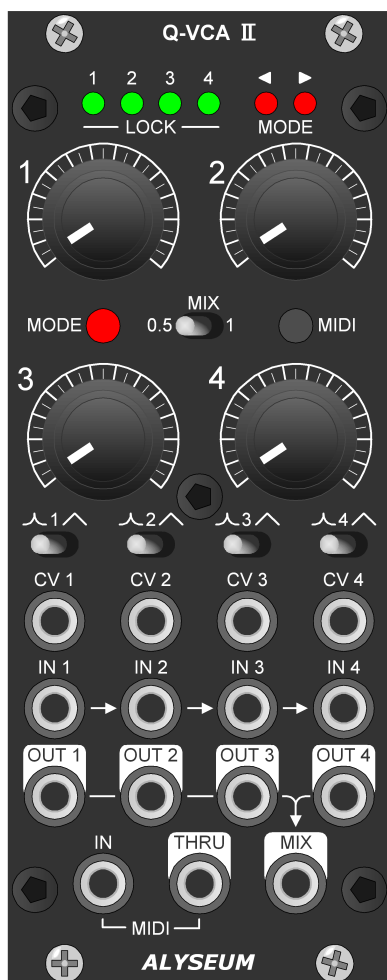 Q-VCA II
1 2 3 4 ◄ ►
LOCK MODE
1 2
MIX
MODE 0.5 1 MIDI
3 4
1 2 3 4
CV 1 CV 2 CV 3 CV 4
IN 1 IN 2 IN 3 IN 4
OUT 1 OUT 2 OUT 3 OUT 4
IN THRU MIX
MIDI
ALYSEUM